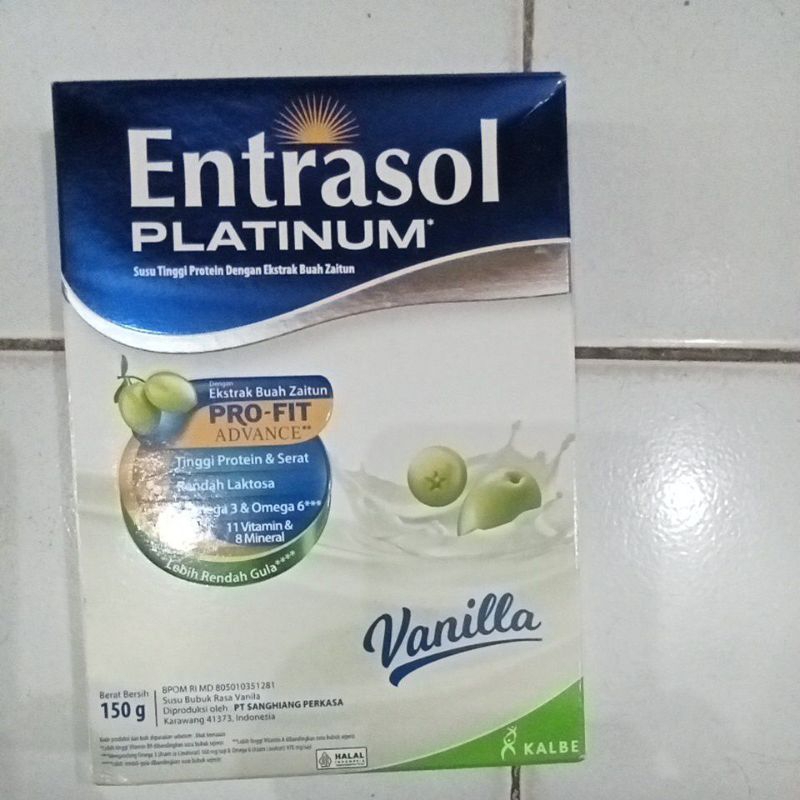 Entrasol
PLATINUM*
Susu Tinggi Protein Dengan Ekstrak Buah Zaitun
Dengan
Ekstrak Buah Zaitun
PRO-FIT
ADVANCE**
Tinggi Protein & Serat
Rendah Laktosa
Omega 3 & Omega 6***
11 Vitamin &
8 Mineral
Lebih Rendah Gula****
Vanilla
Berat Bersih
150 g
BPOM RI MD 805010351281
Susu Bubuk Rasa Vanila
Diproduksi oleh PT SANGHIANG PERKASA
Karawang 41373, Indonesia
HALAL
INDONESIA
KALBE